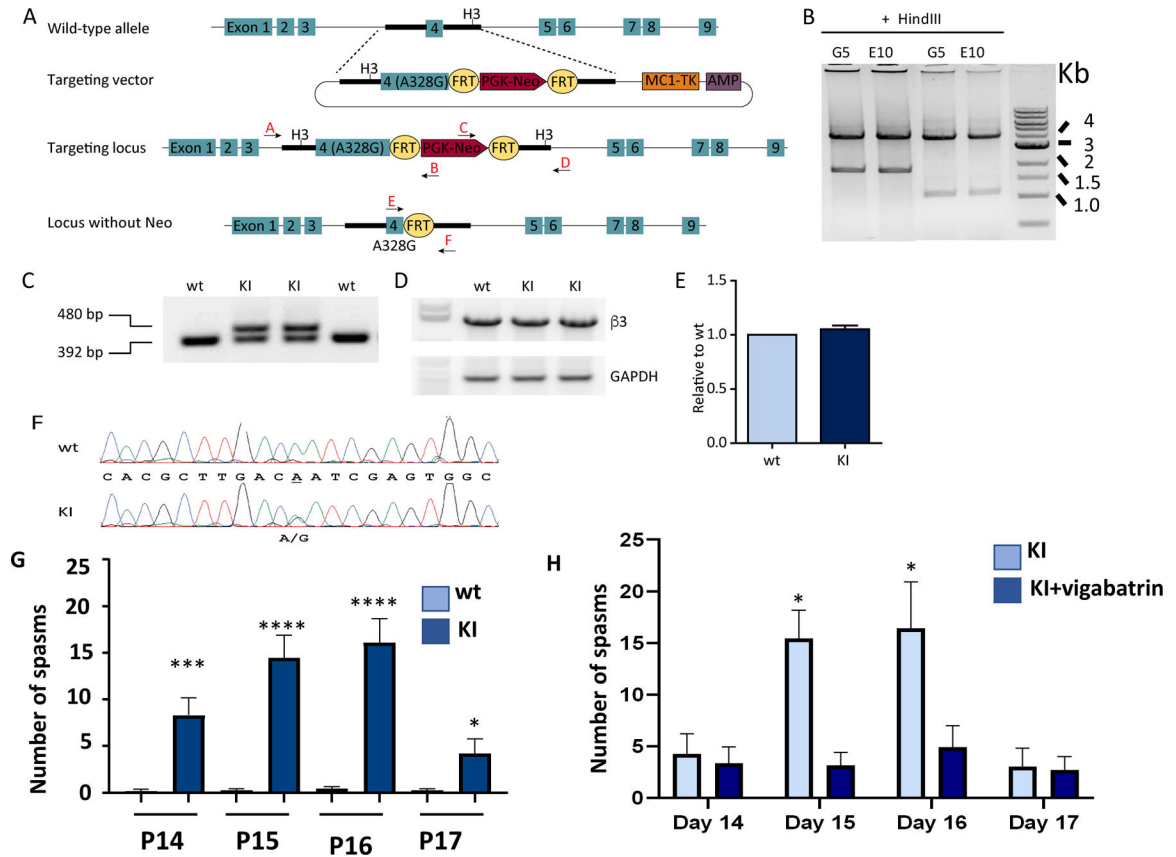 A
Wild-type allele
Exon 1 2 3 4 H3 5 6 7 8 9
Targeting vector
H3 4 (A328G) FRT PGK-Neo FRT MC1-TK AMP
Targeting locus
A C
Exon 1 2 3 H3 4 (A328G) FRT PGK-Neo FRT H3 5 6 7 8 9
B D
Locus without Neo
E
Exon 1 2 3 4 FRT 5 6 7 8 9
A328G F
B
+ HindIII
G5 E10 G5 E10
Kb
4
3
2
1.5
1.0
C
wt KI KI wt
480 bp
392 bp
D
wt KI KI
β3
GAPDH
E
Relative to wt
1.5
1.0
0.5
0.0
wt KI
F
wt
C A C G C T T G A C A A T C G A G T G G C
KI
A/G
G
Number of spasms
25
20
15
10
5
0
wt
KI
*** **** **** *
P14 P15 P16 P17
H
Number of spasms
25
20
15
10
5
0
KI
KI+vigabatrin
* *
Day 14 Day 15 Day 16 Day 17